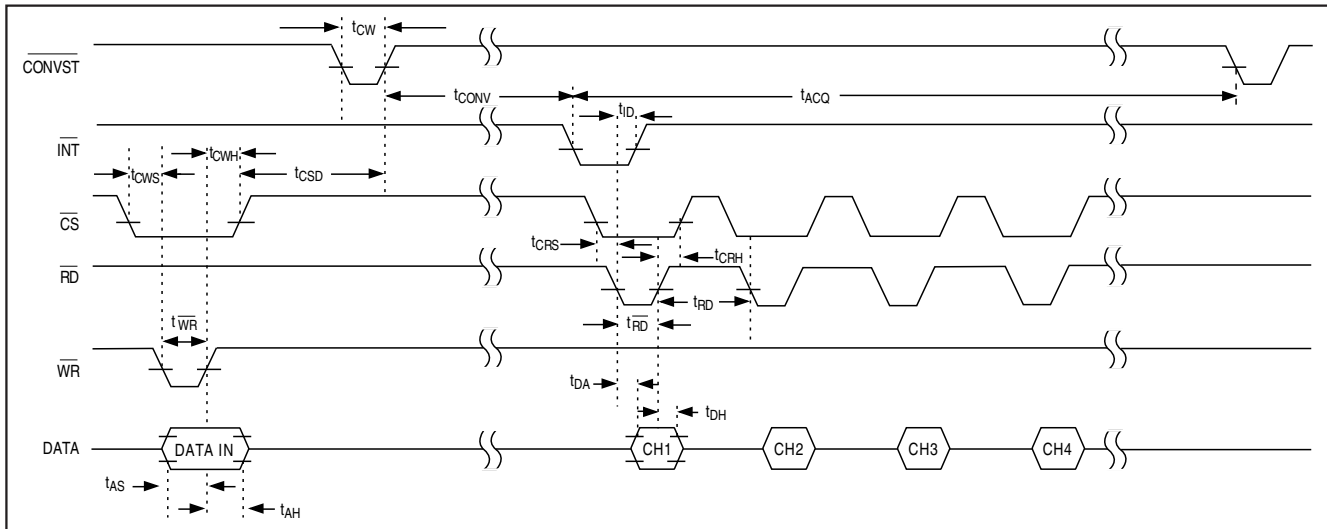 tCW
CONVST
tCONV
tACQ
tID
INT
tCWH
tCWS
tCSD
CS
tCRS
tCRH
RD
tRD
tWR
tRD
WR
tDA
tDH
DATA
DATA IN
CH1
CH2
CH3
CH4
tAS
tAH